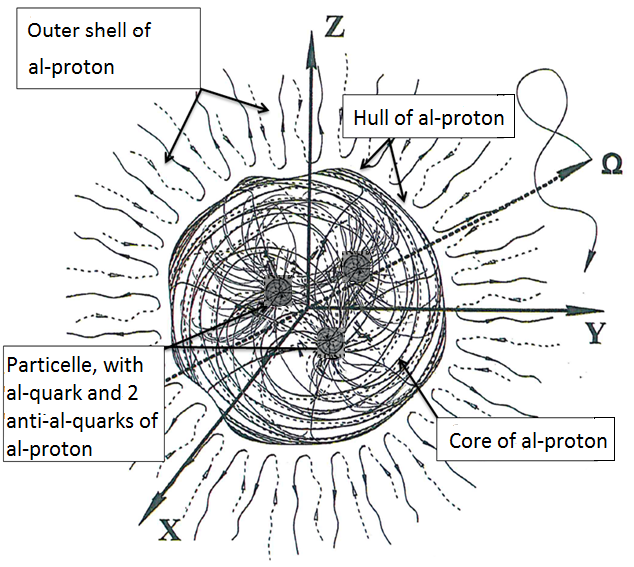 Outer shell of
al-proton
Z
Hull of al-proton
Ω
Y
Particelle, with
al-quark and 2
anti-al-quarks of
al-proton
Core of al-proton
X